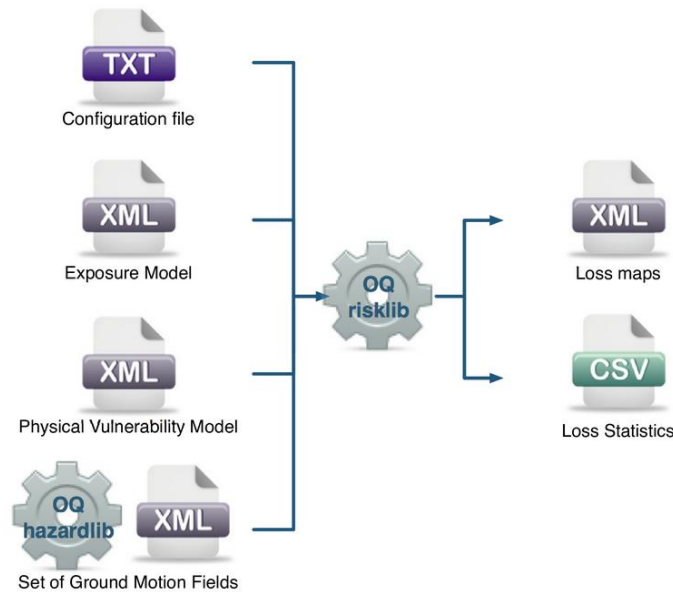 TXT
Configuration file
XML
Exposure Model
XML
Physical Vulnerability Model
OQ
hazardlib
XML
Set of Ground Motion Fields
OQ
risklib
XML
Loss maps
CSV
Loss Statistics